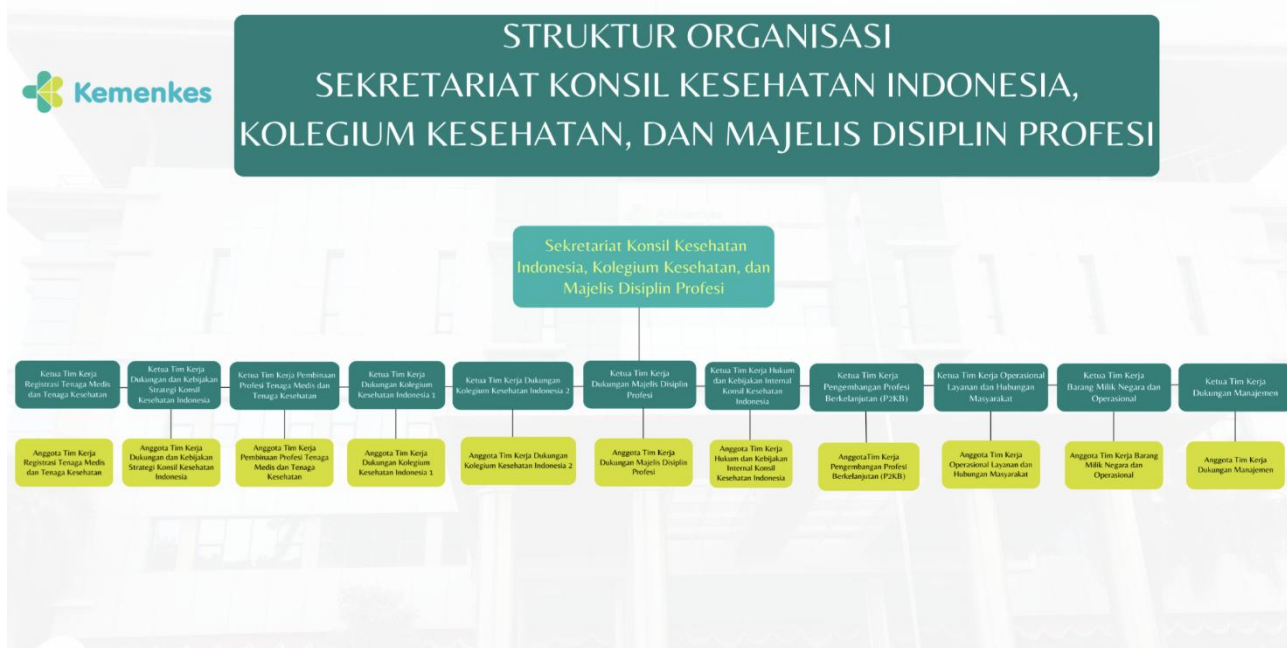 STRUKTUR ORGANISASI
SEKRETARIAT KONSIL KESEHATAN INDONESIA,
KOLEGIUM KESEHATAN, DAN MAJELIS DISIPLIN PROFESI
Kemenkes
Sekretariat Konsil Kesehatan
Indonesia, Kolegium Kesehatan, dan
Majelis Disiplin Profesi
Ketua Tim Kerja
Registrasi Tenaga Medis
dan Tenaga Kesehatan
Ketua Tim Kerja
Dukungan dan Kebijakan
Strategi Konsil
Kesehatan Indonesia
Ketua Tim Kerja Pembinaan
Profesi Tenaga Medis dan
Tenaga Kesehatan
Ketua Tim Kerja
Dukungan Kolegium
Kesehatan Indonesia 1
Ketua Tim Kerja Dukungan
Kolegium Kesehatan Indonesia 2
Ketua Tim Kerja
Dukungan Majelis Disiplin
Profesi
Ketua Tim Kerja Hukum
dan Kebijakan Internal
Konsil Kesehatan
Indonesia
Ketua Tim Kerja
Pengembangan Profesi
Berkelanjutan (P2KB)
Ketua Tim Kerja Operasional
Layanan dan Hubungan
Masyarakat
Ketua Tim Kerja
Barang Milik Negara dan
Operasional
Ketua Tim Kerja
Dukungan Manajemen
Anggota Tim Kerja
Registrasi Tenaga Medis
dan Tenaga Kesehatan
Anggota Tim Kerja
Dukungan dan Kebijakan
Strategi Konsil Kesehatan
Indonesia
Anggota Tim Kerja
Pembinaan Profesi Tenaga
Medis dan Tenaga
Kesehatan
Anggota Tim Kerja
Dukungan Kolegium
Kesehatan Indonesia 1
Anggota Tim Kerja Dukungan
Kolegium Kesehatan Indonesia 2
Anggota Tim Kerja
Dukungan Majelis Disiplin
Profesi
Anggota Tim Kerja
Hukum dan Kebijakan
Internal Konsil
Kesehatan Indonesia
AnggotaTim Kerja
Pengembangan Profesi
Berkelanjutan (P2KB)
Anggota Tim Kerja
Operasional Layanan dan
Hubungan Masyarakat
Anggota Tim Kerja Barang
Milik Negara dan
Operasional
Anggota Tim Kerja
Dukungan Manajemen